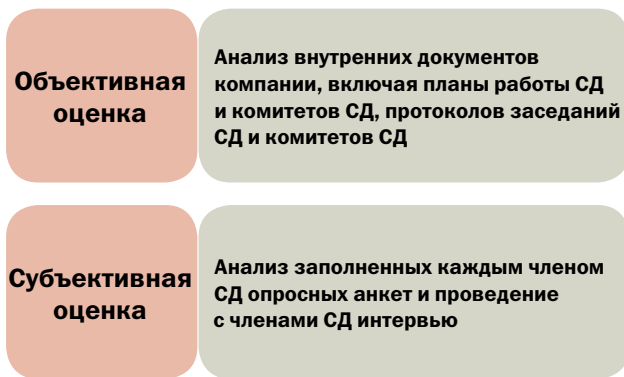 Объективная
оценка
Анализ внутренних документов
компании, включая планы работы СД
и комитетов СД, протоколов заседаний
СД и комитетов СД
Субъективная
оценка
Анализ заполненных каждым членом
СД опросных анкет и проведение
с членами СД интервью